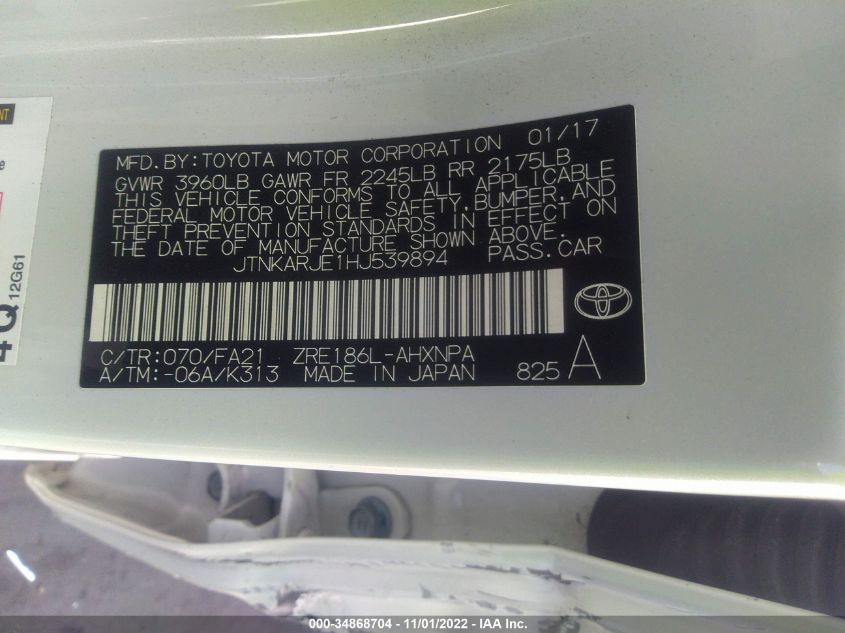 NT
e
4Q 12G61
MFD. BY: TOYOTA MOTOR CORPORATION 01/17
GVWR 3960LB GAWR FR 2245LB RR 2175LB
THIS VEHICLE CONFORMS TO ALL APPLICABLE
FEDERAL MOTOR VEHICLE SAFETY, BUMPER, AND
THEFT PREVENTION STANDARDS IN EFFECT ON
THE DATE OF MANUFACTURE SHOWN ABOVE.
JTNKARJE1HJ539894 PASS. CAR
C/TR: 070/FA21 ZRE186L-AHXNPA
A/TM: -06A/K313 MADE IN JAPAN 825 A
000-34868704 - 11/01/2022 - IAA Inc.